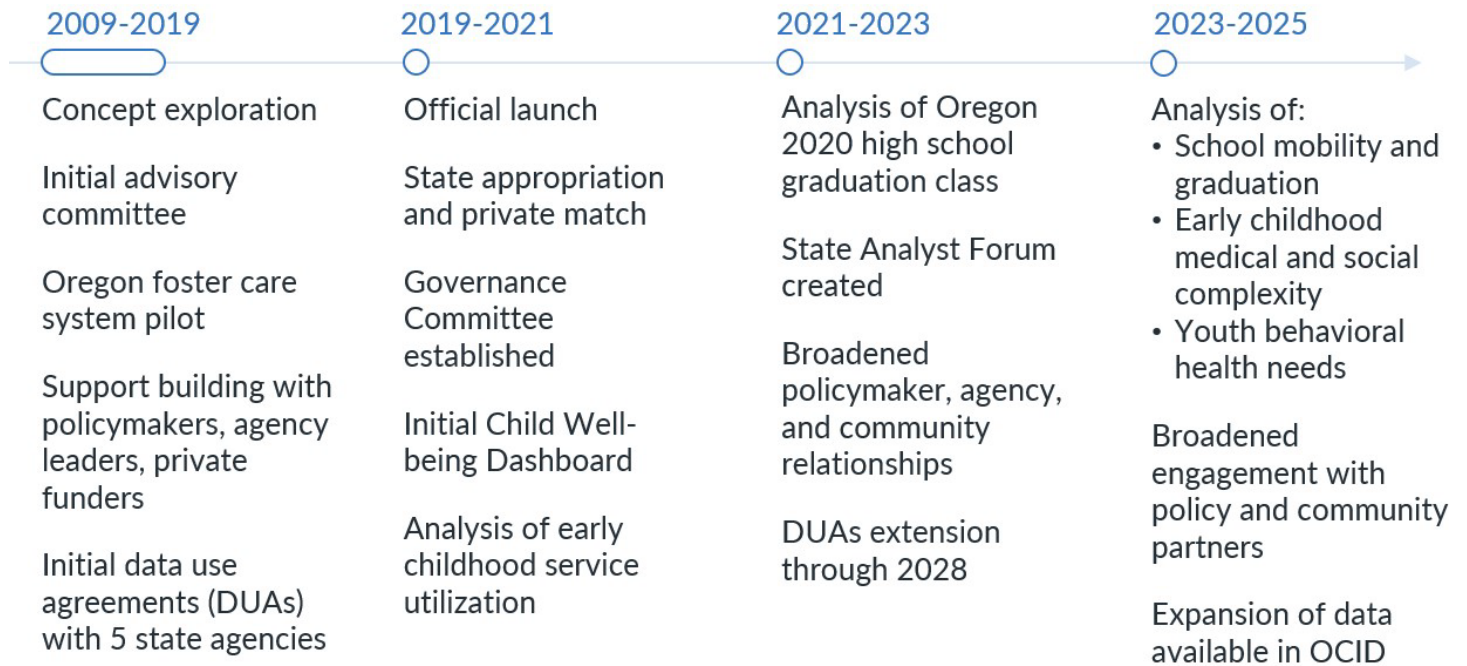 2009-2019
Concept exploration
Initial advisory
committee
Oregon foster care
system pilot
Support building with
policymakers, agency
leaders, private
funders
Initial data use
agreements (DUAs)
with 5 state agencies
2019-2021
Official launch
State appropriation
and private match
Governance
Committee
established
Initial Child Well-
being Dashboard
Analysis of early
childhood service
utilization
2021-2023
Analysis of Oregon
2020 high school
graduation class
State Analyst Forum
created
Broadened
policymaker, agency,
and community
relationships
DUAs extension
through 2028
2023-2025
Analysis of:
• School mobility and
graduation
• Early childhood
medical and social
complexity
• Youth behavioral
health needs
Broadened
engagement with
policy and community
partners
Expansion of data
available in OCID